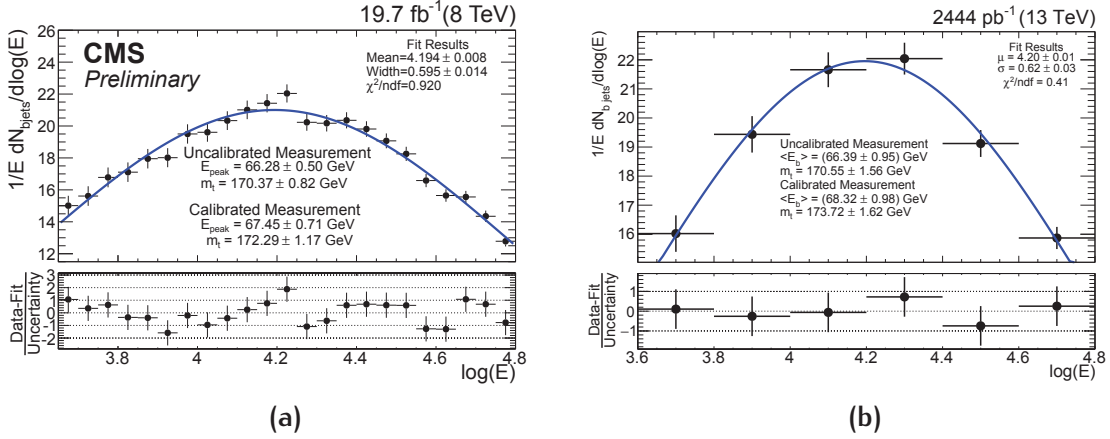 19.7 fb⁻¹(8 TeV)
1/E dN_bjets/dlog(E)
26
24
22
20
18
16
14
12
CMS
Preliminary
Fit Results
Mean=4.194 ± 0.008
Width=0.595 ± 0.014
χ²/ndf=0.920
Uncalibrated Measurement
E_peak = 66.28 ± 0.50 GeV
m_t = 170.37 ± 0.82 GeV
Calibrated Measurement
E_peak = 67.45 ± 0.71 GeV
m_t = 172.29 ± 1.17 GeV
Data-Fit
Uncertainty
3
2
1
0
-1
-2
3.8 4 4.2 4.4 4.6 4.8
log(E)
(a)
2444 pb⁻¹(13 TeV)
1/E dN_b jets/dlog(E)
22
21
20
19
18
17
16
Fit Results
μ = 4.20 ± 0.01
σ = 0.62 ± 0.03
χ²/ndf = 0.41
Uncalibrated Measurement
<E_b> = (66.39 ± 0.95) GeV
m_t = 170.55 ± 1.56 GeV
Calibrated Measurement
<E_b> = (68.32 ± 0.98) GeV
m_t = 173.72 ± 1.62 GeV
Data-Fit
Uncertainty
1
0
−1
3.6 3.8 4 4.2 4.4 4.6 4.8
log(E)
(b)